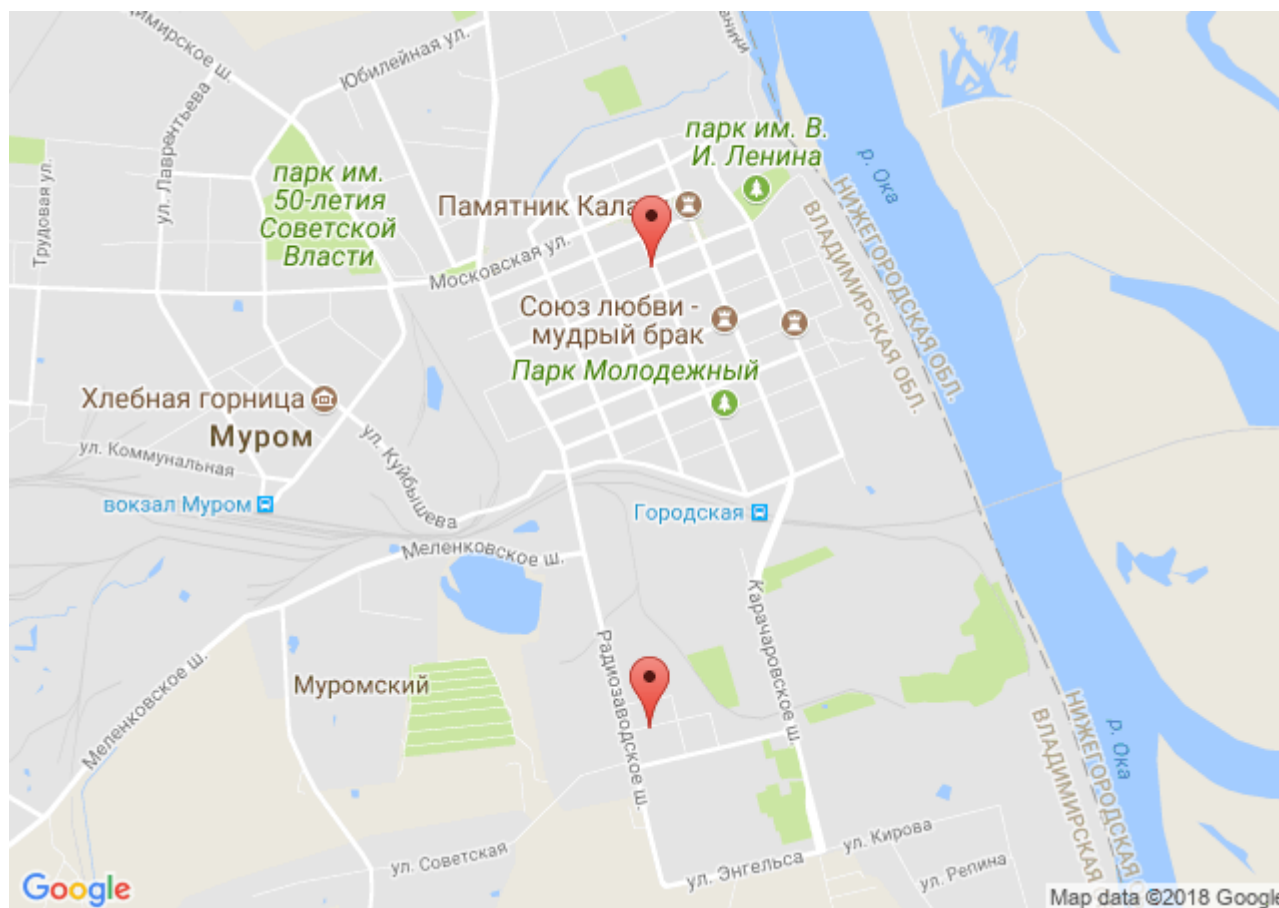 димирское ш.
Юбилейная ул.
ул. Лаврентьева
Трудовая ул.
парк им.
50-летия
Советской
Власти
парк им. В.
И. Ленина
р. Ока
НИЖЕГОРОДСКАЯ ОБЛ.
ВЛАДИМИРСКАЯ ОБЛ.
Памятник Кала
Московская ул.
Союз любви -
мудрый брак
Парк Молодежный
Хлебная горница
Муром
ул. Коммунальная
ул. Куйбышева
вокзал Муром
Городская
Меленковское ш.
Карачаровское ш.
Радиозаводское ш.
Муромский
Меленковское ш.
р. Ока
НИЖЕГОРОДСКАЯ О
ВЛАДИМИРСКАЯ О
ул. Советская
ул. Энгельса
ул. Кирова
ул. Репина
Google
Map data ©2018 Google